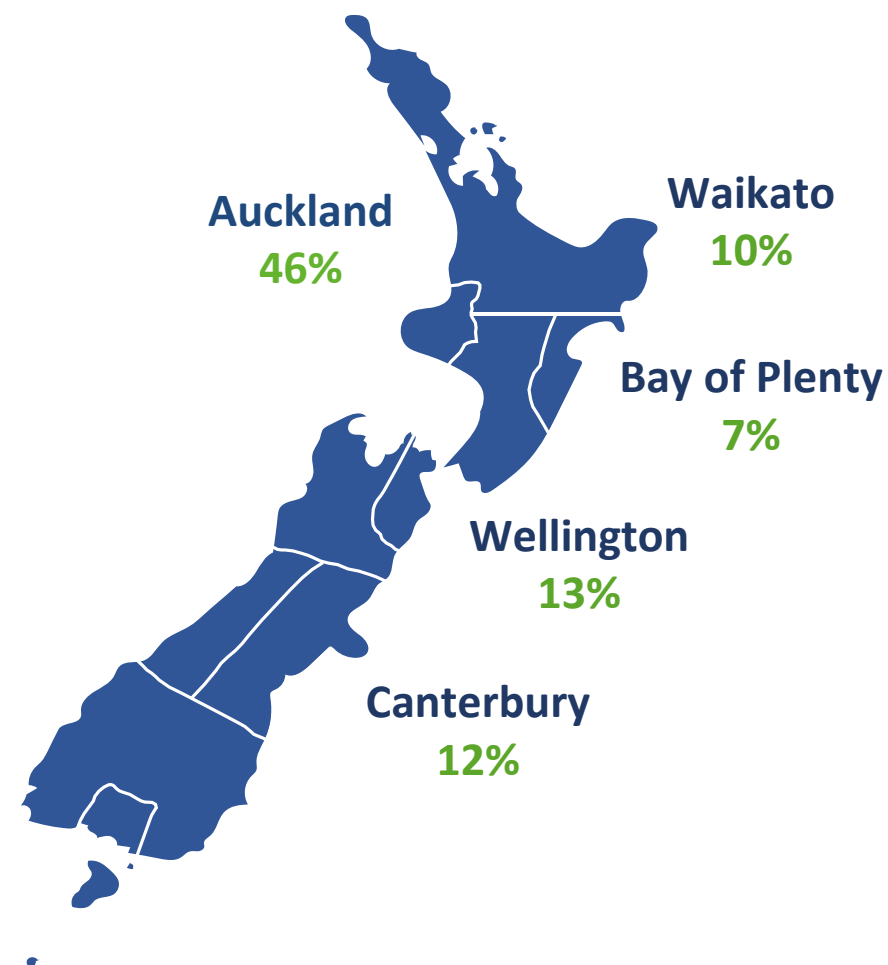 Auckland
46%
Waikato
10%
Bay of Plenty
7%
Wellington
13%
Canterbury
12%